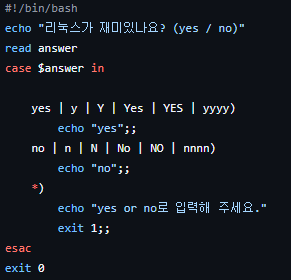 #!/bin/bash
echo "리눅스가 재미있나요? (yes / no)"
read answer
case $answer in
yes | y | Y | Yes | YES | yyyy)
echo "yes";;
no | n | N | No | NO | nnnn)
echo "no";;
*)
echo "yes or no로 입력해 주세요."
exit 1;;
esac
exit 0